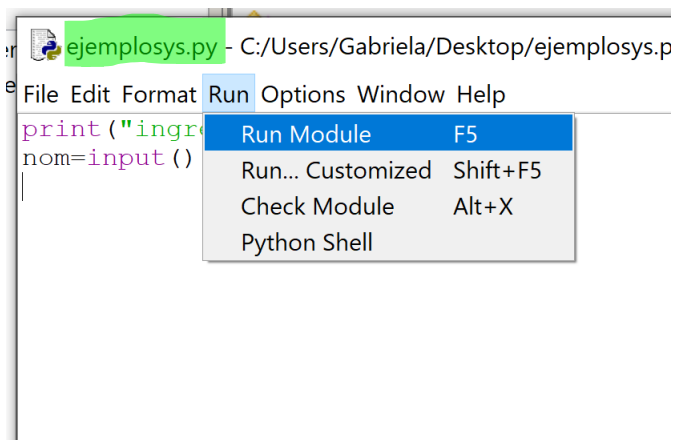 ejemplosys.py - C:/Users/Gabriela/Desktop/ejemplosys.p
File Edit Format Run Options Window Help
print("ingr
nom=input()
Run Module F5
Run... Customized Shift+F5
Check Module Alt+X
Python Shell